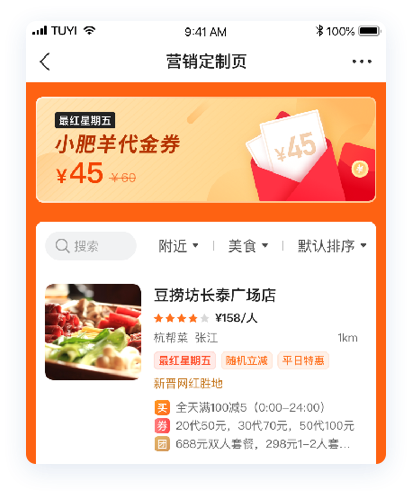 TUYI 9:41 AM 100%
营销定制页
最红星期五
小肥羊代金券
¥45 ¥60
¥45
搜索 附近 美食 默认排序
豆捞坊长泰广场店
¥158/人
杭帮菜 张江 1km
最红星期五 随机立减 平日特惠
新晋网红胜地
买 全天满100减5（0:00–24:00）
券 20代50元，30代70元，50代100元
团 688元双人套餐，298元1–2人套...